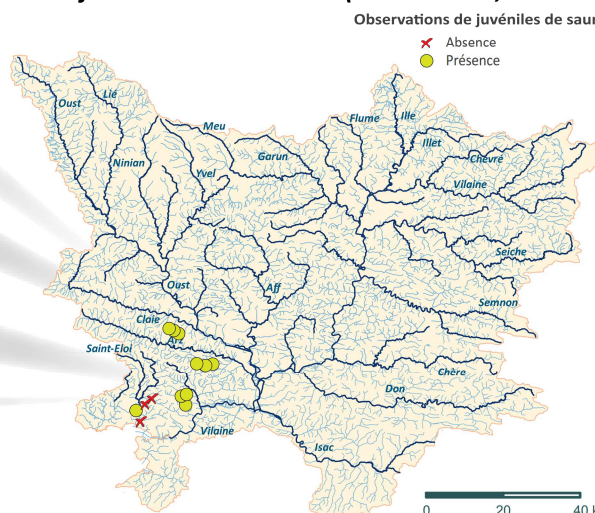 Observations de juvéniles de sau
Absence
Présence
Oust
Lié
Meu
Flume
Ille
Illet
Ninian
Yvel
Garun
Chevré
Vilaine
Seiche
Oust
Aff
Semnon
Claie
Arz
Saint-Eloi
Chère
Don
Vilaine
Isac
0 20 40 k